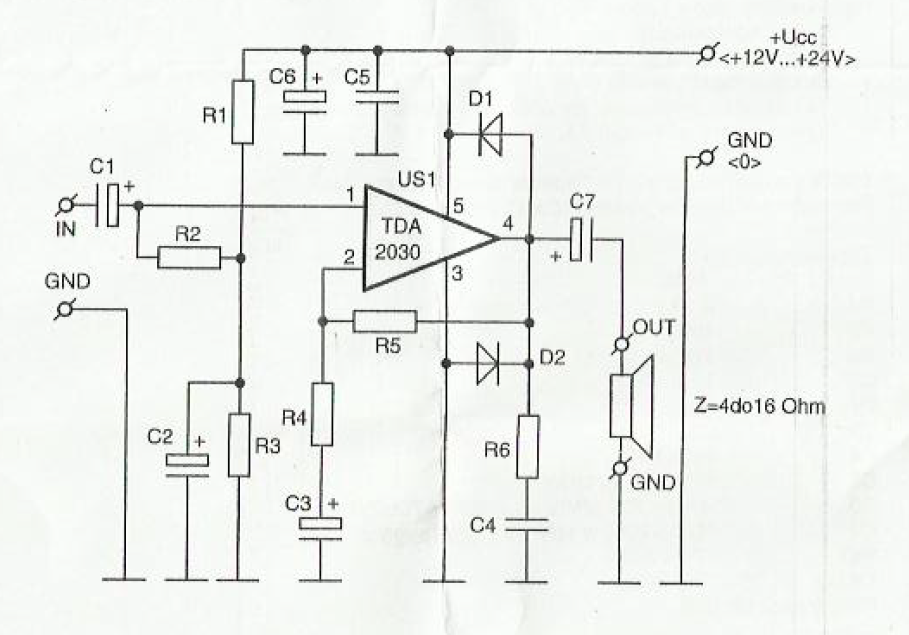 +Ucc
<+12V...+24V>
C6 +
C5
R1
D1
GND
<0>
C1
+
1
US1
5
IN
R2
TDA
2030
4
C7
+
2
3
GND
OUT
R5
D2
Z=4do16 Ohm
R4
C2 +
R3
R6
GND
C3 +
C4